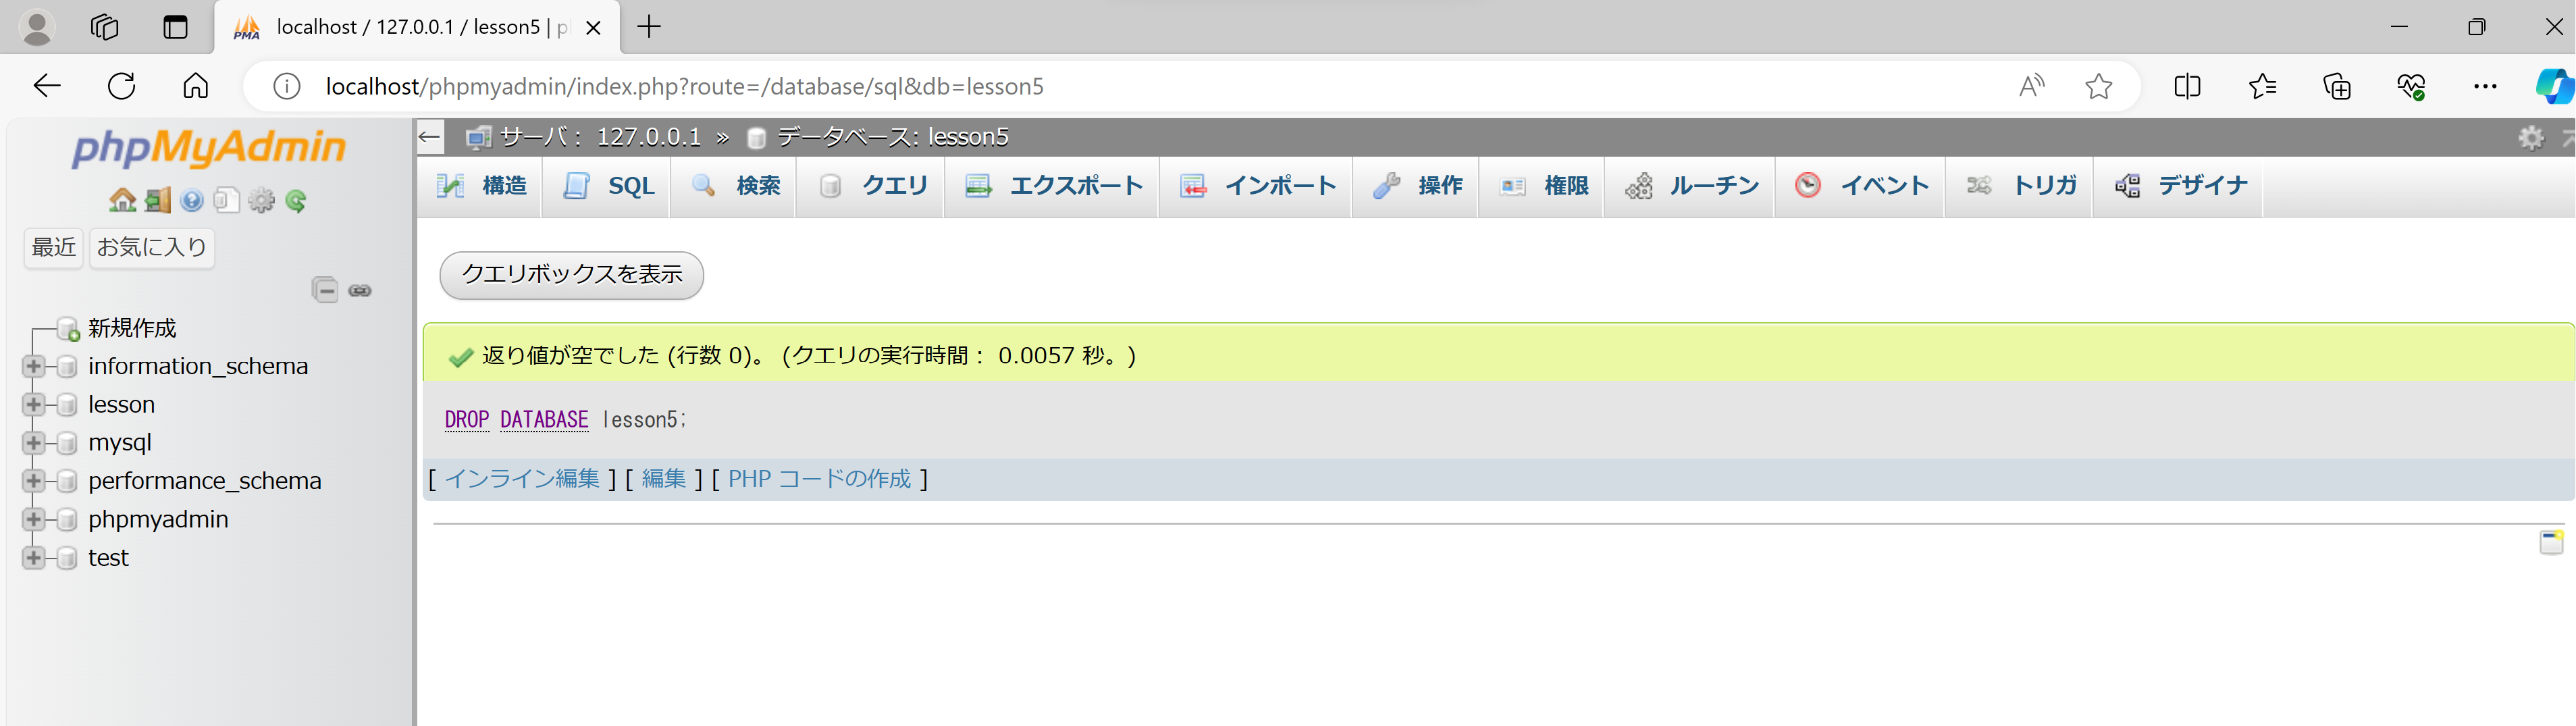 PMA localhost / 127.0.0.1 / lesson5 | p
localhost/phpmyadmin/index.php?route=/database/sql&db=lesson5
phpMyAdmin
最近 お気に入り
新規作成
information_schema
lesson
mysql
performance_schema
phpmyadmin
test
サーバ: 127.0.0.1 » データベース: lesson5
構造 SQL 検索 クエリ エクスポート インポート 操作 権限 ルーチン イベント トリガ デザイナ
クエリボックスを表示
返り値が空でした (行数 0)。 (クエリの実行時間： 0.0057 秒。)
DROP DATABASE lesson5;
[ インライン編集 ] [ 編集 ] [ PHP コードの作成 ]